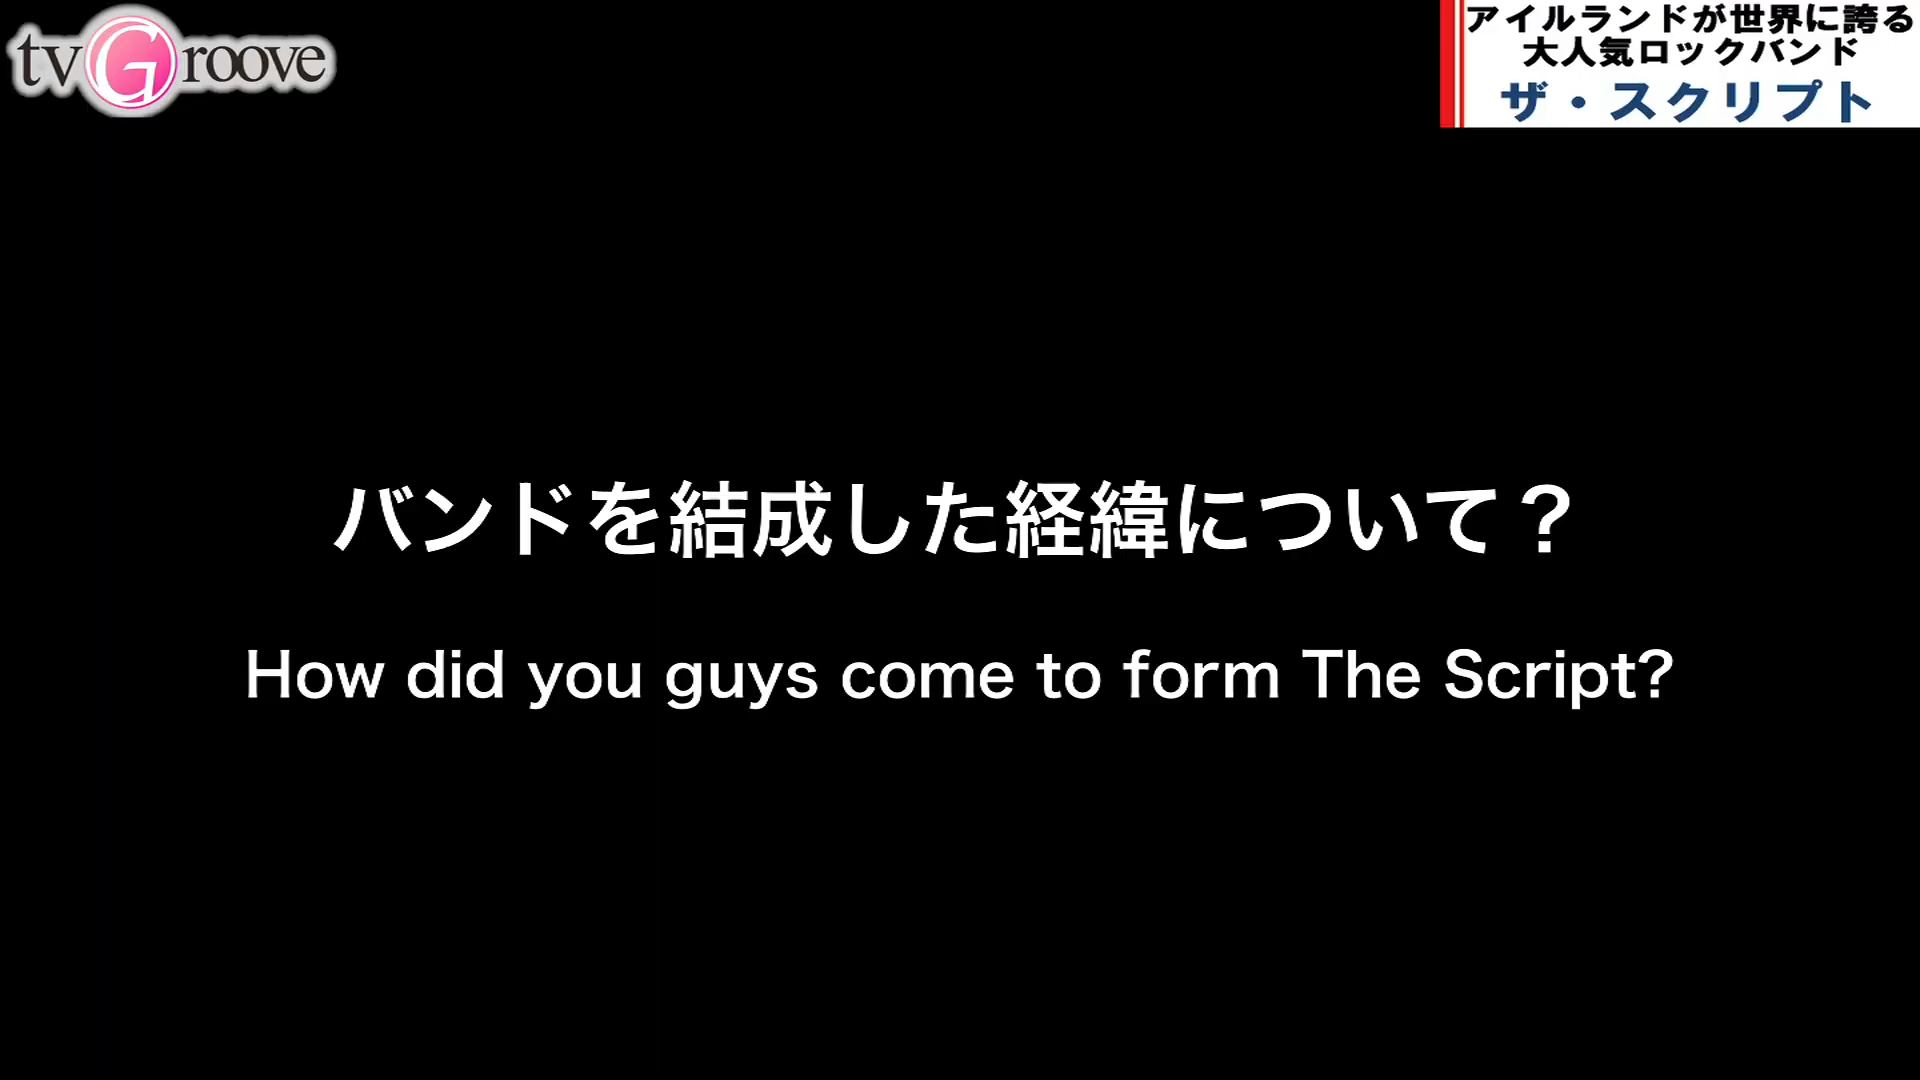 tvGroove
アイルランドが世界に誇る
大人気ロックバンド
ザ・スクリプト
バンドを結成した経緯について？
How did you guys come to form The Script?